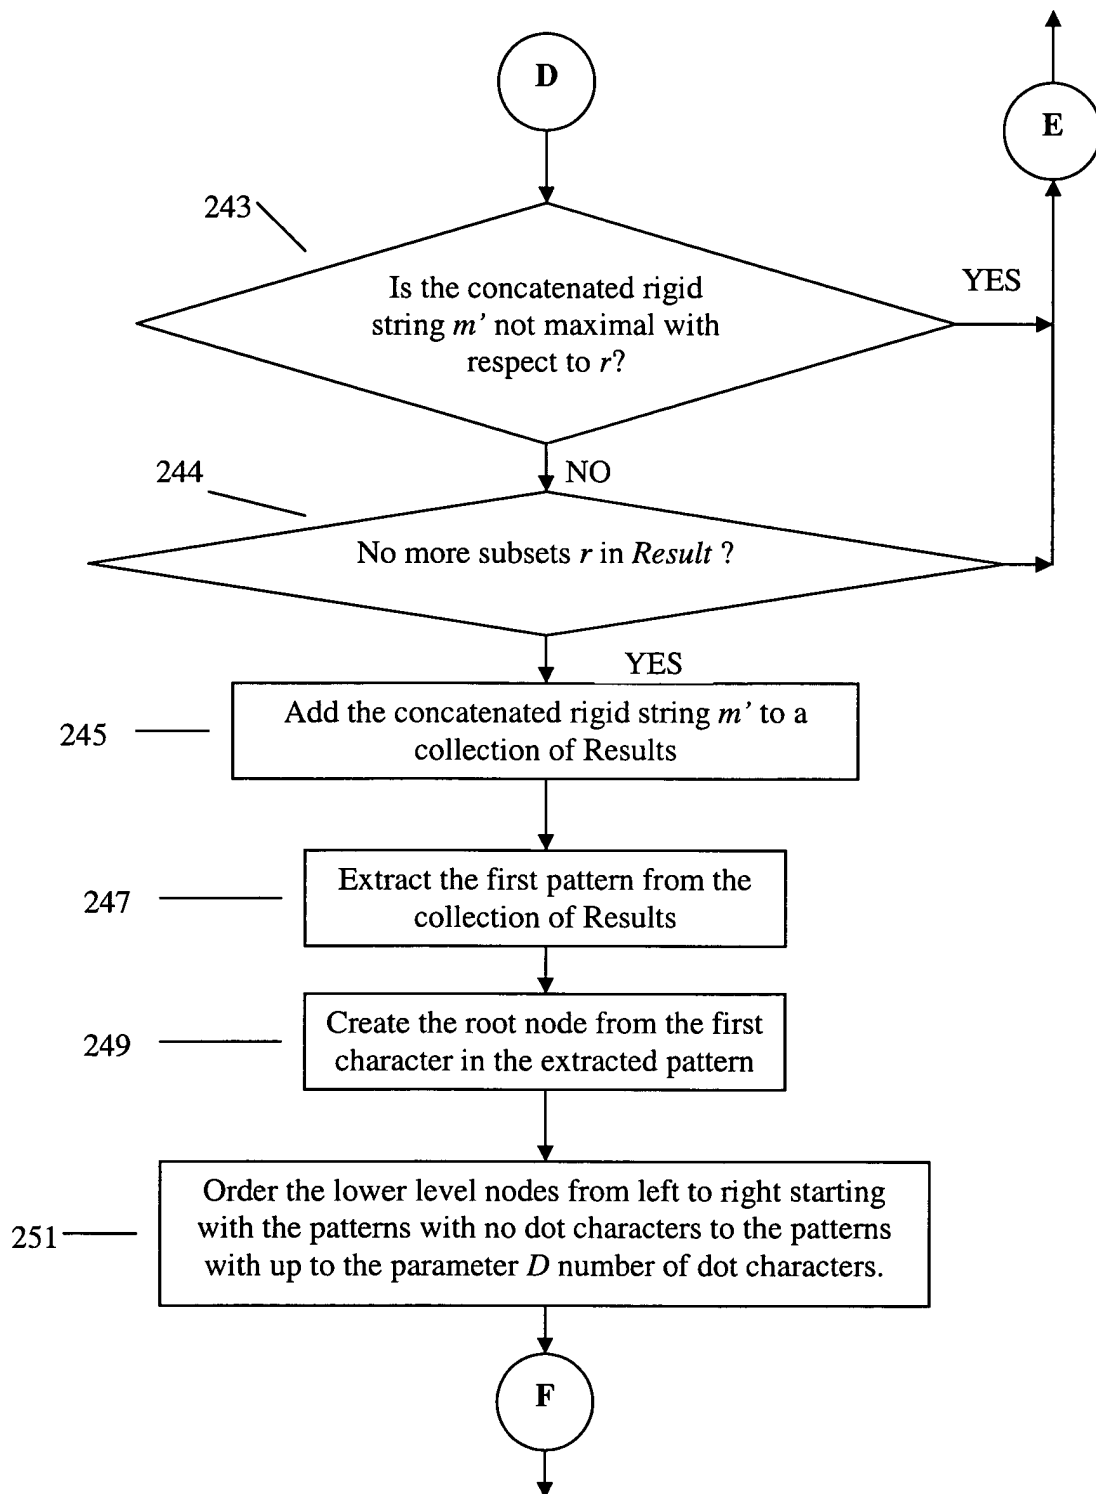 D
E
243
Is the concatenated rigid
string m’ not maximal with
respect to r?
YES
NO
244
No more subsets r in Result ?
YES
245
Add the concatenated rigid string m’ to a
collection of Results
247
Extract the first pattern from the
collection of Results
249
Create the root node from the first
character in the extracted pattern
251
Order the lower level nodes from left to right starting
with the patterns with no dot characters to the patterns
with up to the parameter D number of dot characters.
F